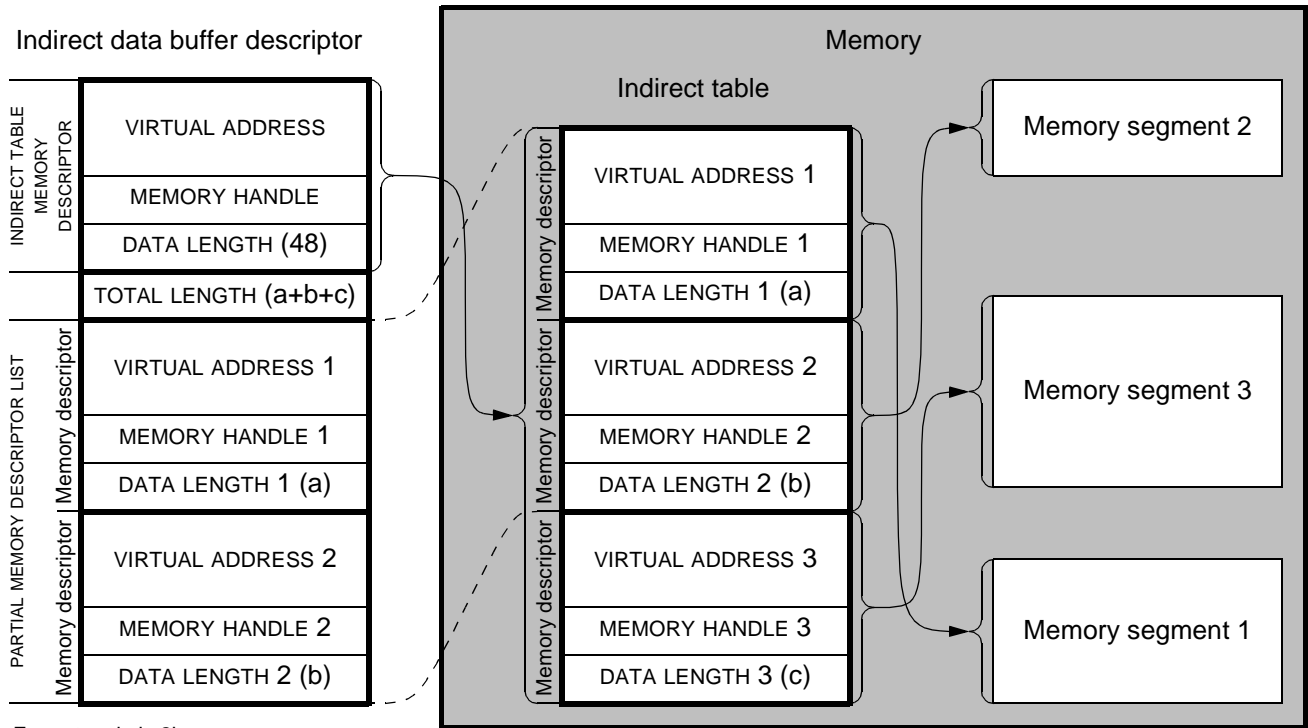 Indirect data buffer descriptor
INDIRECT TABLE
MEMORY
DESCRIPTOR
VIRTUAL ADDRESS
MEMORY HANDLE
DATA LENGTH (48)
TOTAL LENGTH (a+b+c)
PARTIAL MEMORY DESCRIPTOR LIST
Memory descriptor
VIRTUAL ADDRESS 1
MEMORY HANDLE 1
DATA LENGTH 1 (a)
Memory descriptor
VIRTUAL ADDRESS 2
MEMORY HANDLE 2
DATA LENGTH 2 (b)
Memory
Indirect table
Memory descriptor
VIRTUAL ADDRESS 1
MEMORY HANDLE 1
DATA LENGTH 1 (a)
Memory descriptor
VIRTUAL ADDRESS 2
MEMORY HANDLE 2
DATA LENGTH 2 (b)
Memory descriptor
VIRTUAL ADDRESS 3
MEMORY HANDLE 3
DATA LENGTH 3 (c)
Memory segment 2
Memory segment 3
Memory segment 1